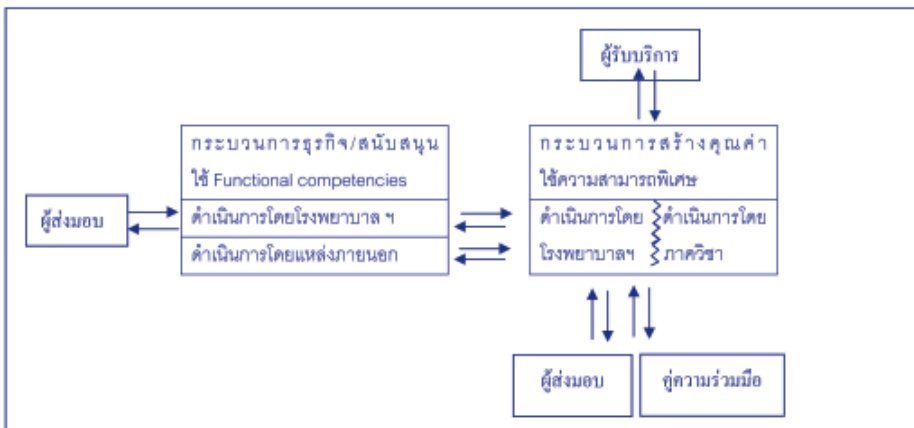 ผู้รับบริการ
กระบวนการธุรกิจ/สนับสนุน
ใช้ Functional competencies
ดำเนินการโดยโรงพยาบาล ฯ
ดำเนินการโดยแหล่งภายนอก
ผู้ส่งมอบ
กระบวนการสร้างคุณค่า
ใช้ความสามารถพิเศษ
ดำเนินการโดย
โรงพยาบาลฯ
ดำเนินการโดย
ภาควิชา
ผู้ส่งมอบ
คู่ความร่วมมือ